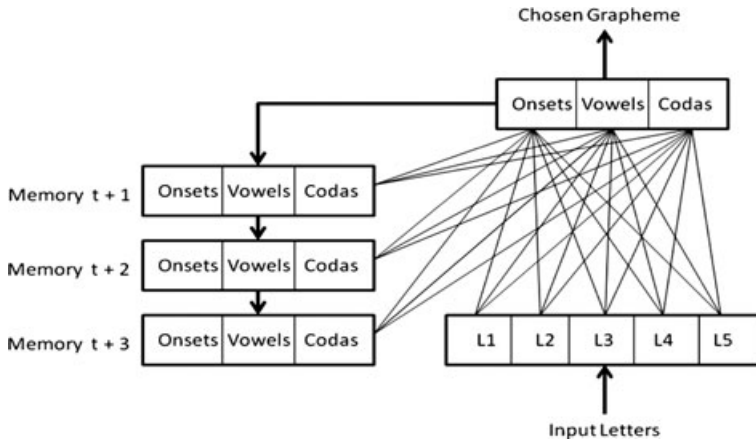 Chosen Grapheme
Onsets Vowels Codas
Memory t + 1 Onsets Vowels Codas
Memory t + 2 Onsets Vowels Codas
Memory t + 3 Onsets Vowels Codas
L1 L2 L3 L4 L5
Input Letters